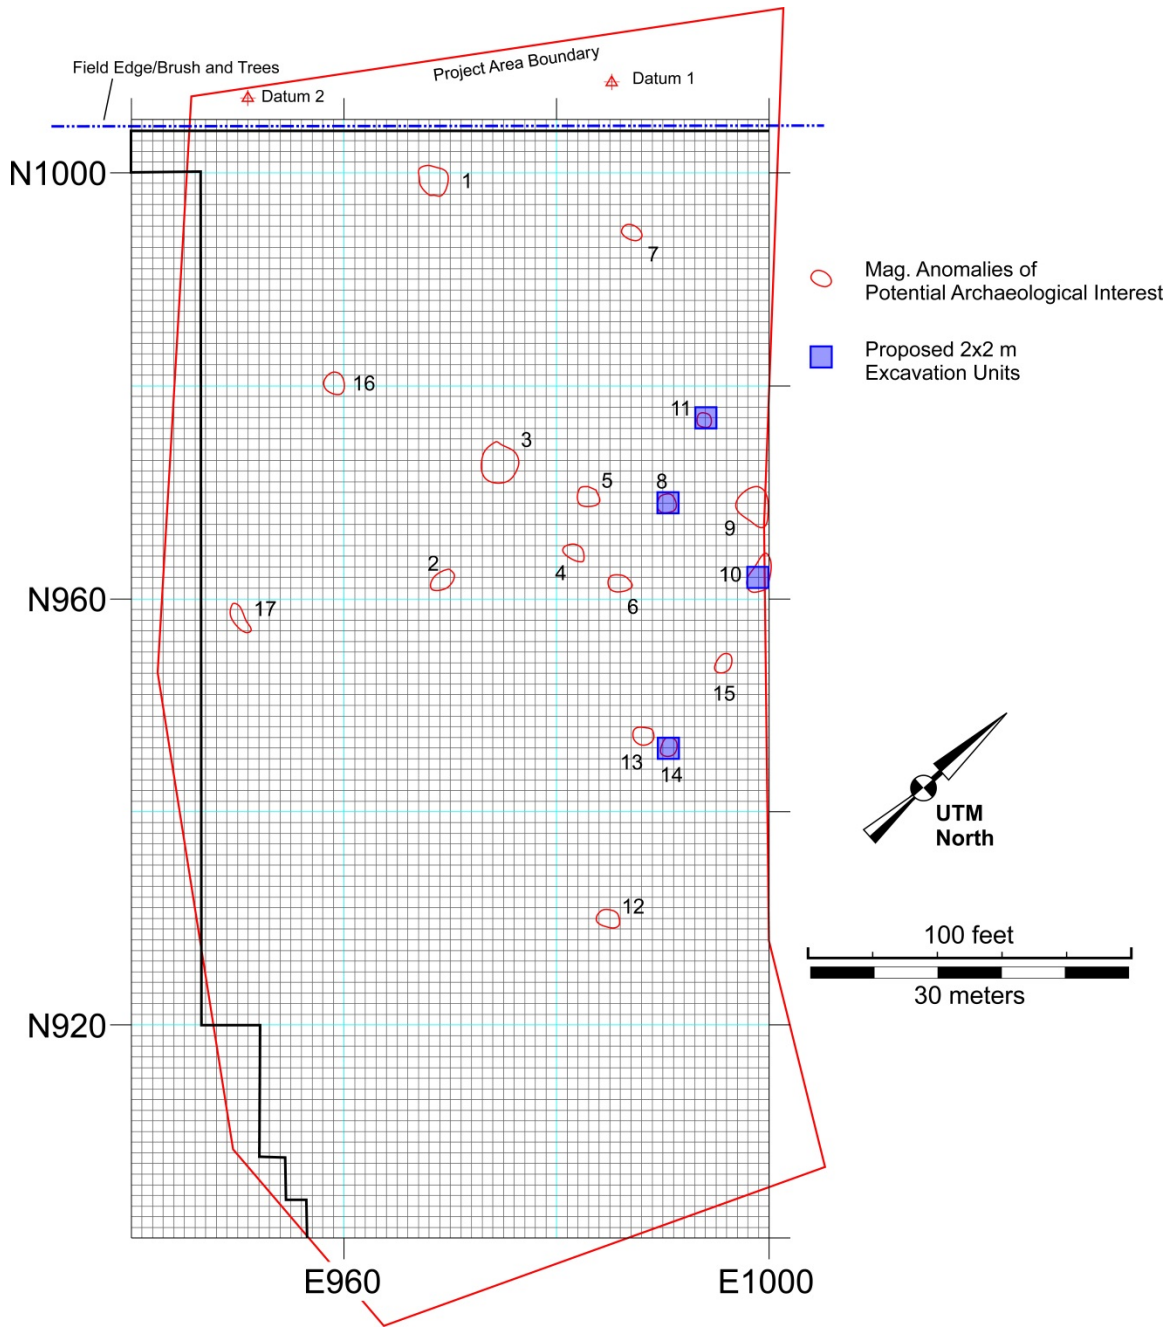 Project Area Boundary
Field Edge/Brush and Trees
Datum 1
Datum 2
N1000
1
7
Mag. Anomalies of
Potential Archaeological Interest
Proposed 2x2 m
Excavation Units
16
11
3
5
8
9
4
2
10
6
N960
17
15
13
14
UTM
North
12
100 feet
30 meters
N920
E960
E1000